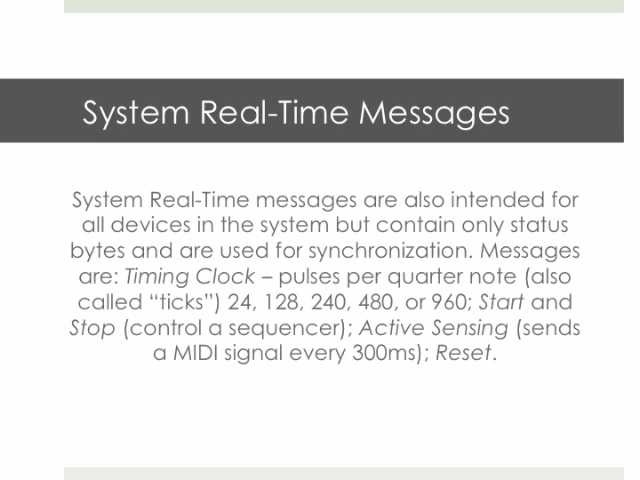 System Real-Time Messages
System Real-Time messages are also intended for
all devices in the system but contain only status
bytes and are used for synchronization. Messages
are: Timing Clock – pulses per quarter note (also
called “ticks”) 24, 128, 240, 480, or 960; Start and
Stop (control a sequencer); Active Sensing (sends
a MIDI signal every 300ms); Reset.